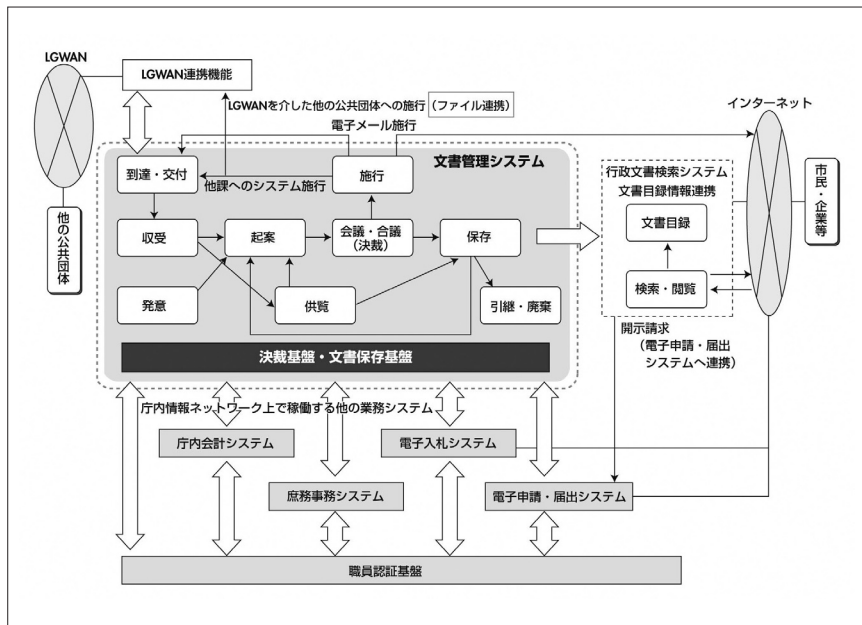 LGWAN
LGWAN連携機能
LGWANを介した他の公共団体への施行（ファイル連携）
電子メール施行
インターネット
文書管理システム
到達・交付
施行
他課へのシステム施行
行政文書検索システム
文書目録情報連携
市民・企業等
他の公共団体
収受
起案
会議・合議
（決裁）
保存
文書目録
発意
供覧
引継・廃棄
検索・閲覧
決裁基盤・文書保存基盤
開示請求
（電子申請・届出
システムへ連携）
庁内情報ネットワーク上で稼働する他の業務システム
庁内会計システム
電子入札システム
庶務事務システム
電子申請・届出システム
職員認証基盤